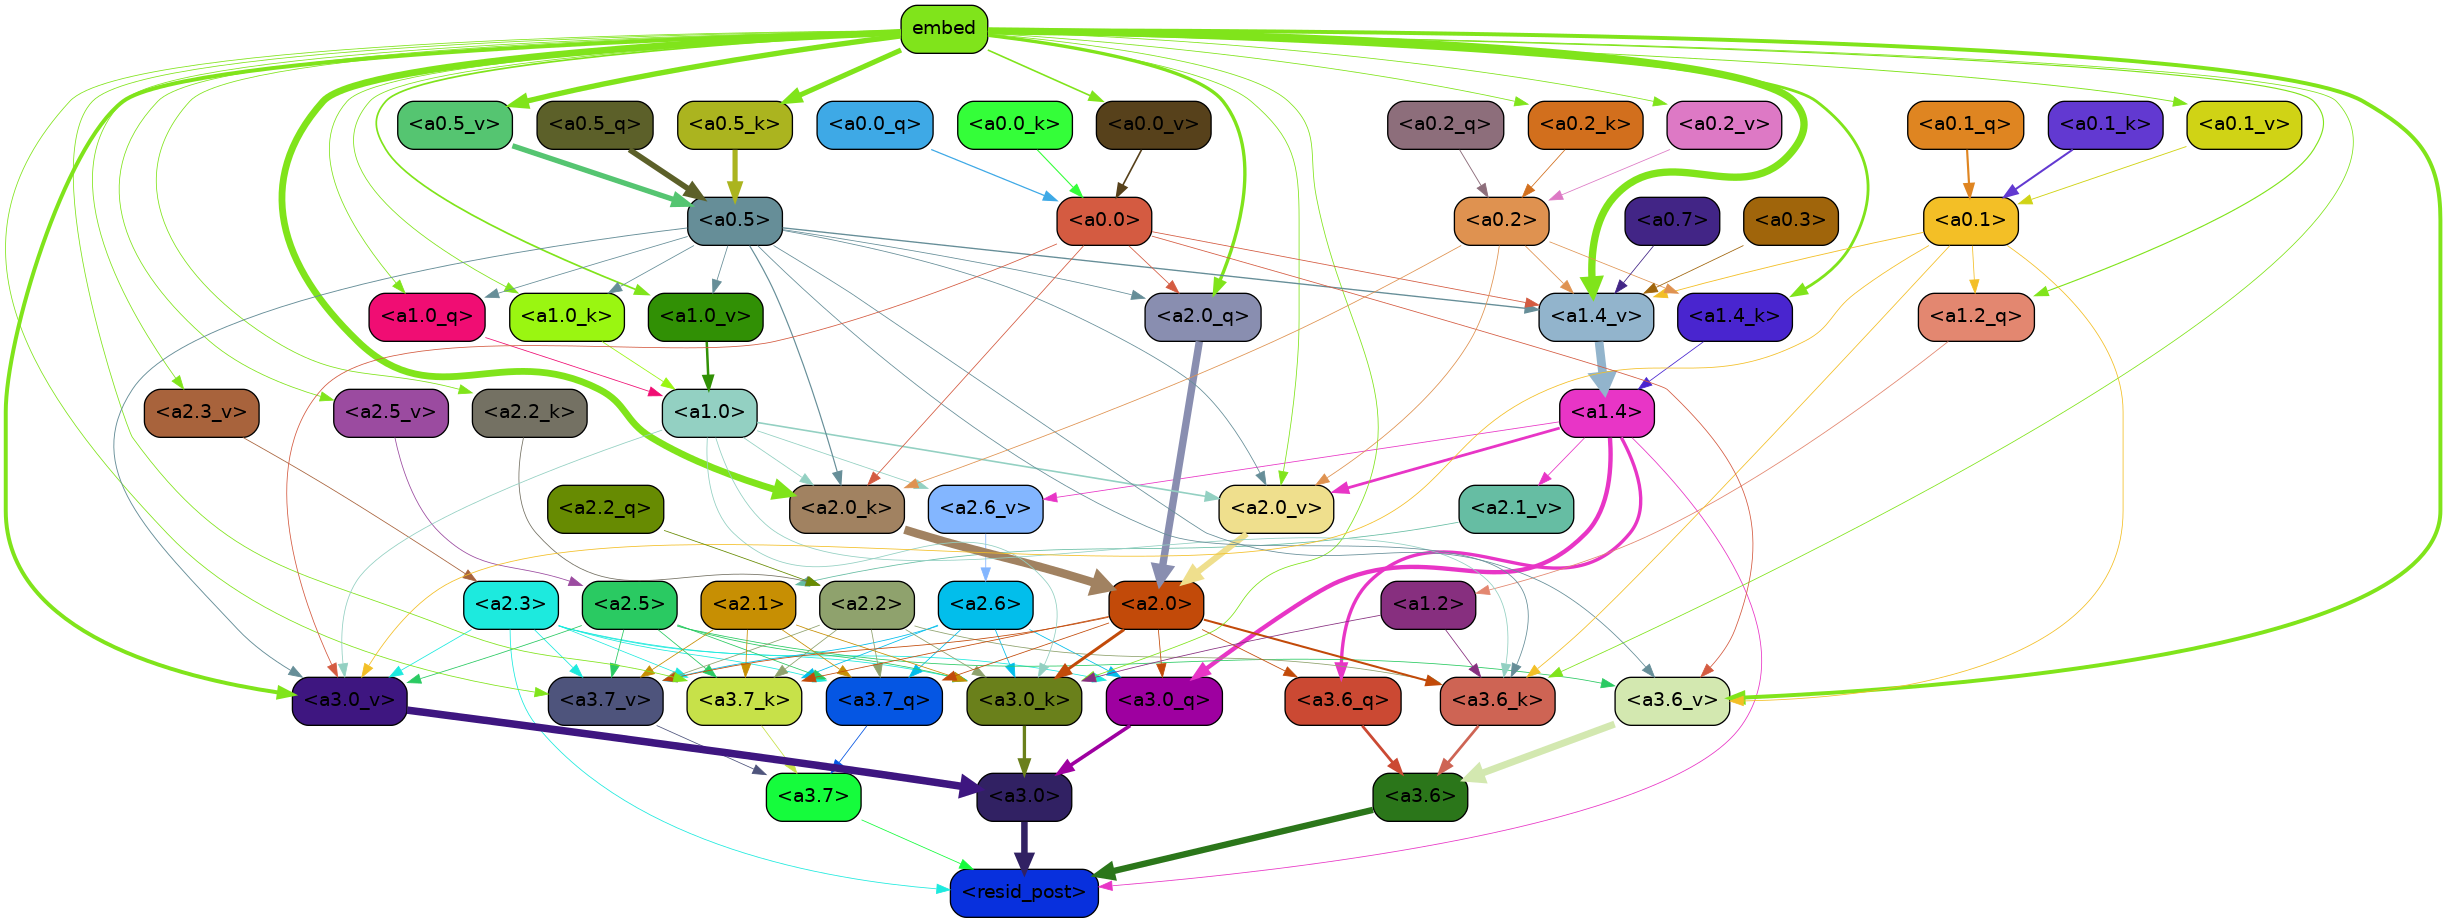 embed
<a0.5_v> <a0.5_q> <a0.5_k> <a0.0_q> <a0.0_k> <a0.0_v> <a0.2_q> <a0.2_k> <a0.2_v> <a0.1_q> <a0.1_k> <a0.1_v>
<a0.5> <a0.0> <a0.2> <a0.7> <a0.3> <a0.1>
<a1.0_q> <a1.0_k> <a1.0_v> <a2.0_q> <a1.4_v> <a1.4_k> <a1.2_q>
<a2.3_v> <a2.5_v> <a2.2_k> <a1.0> <a1.4>
<a2.2_q> <a2.0_k> <a2.6_v> <a2.0_v> <a2.1_v>
<a2.3> <a2.5> <a2.1> <a2.2> <a2.6> <a2.0> <a1.2>
<a3.0_v> <a3.7_v> <a3.7_k> <a3.7_q> <a3.0_k> <a3.0_q> <a3.6_q> <a3.6_k> <a3.6_v>
<a3.7> <a3.0> <a3.6>
<resid_post>